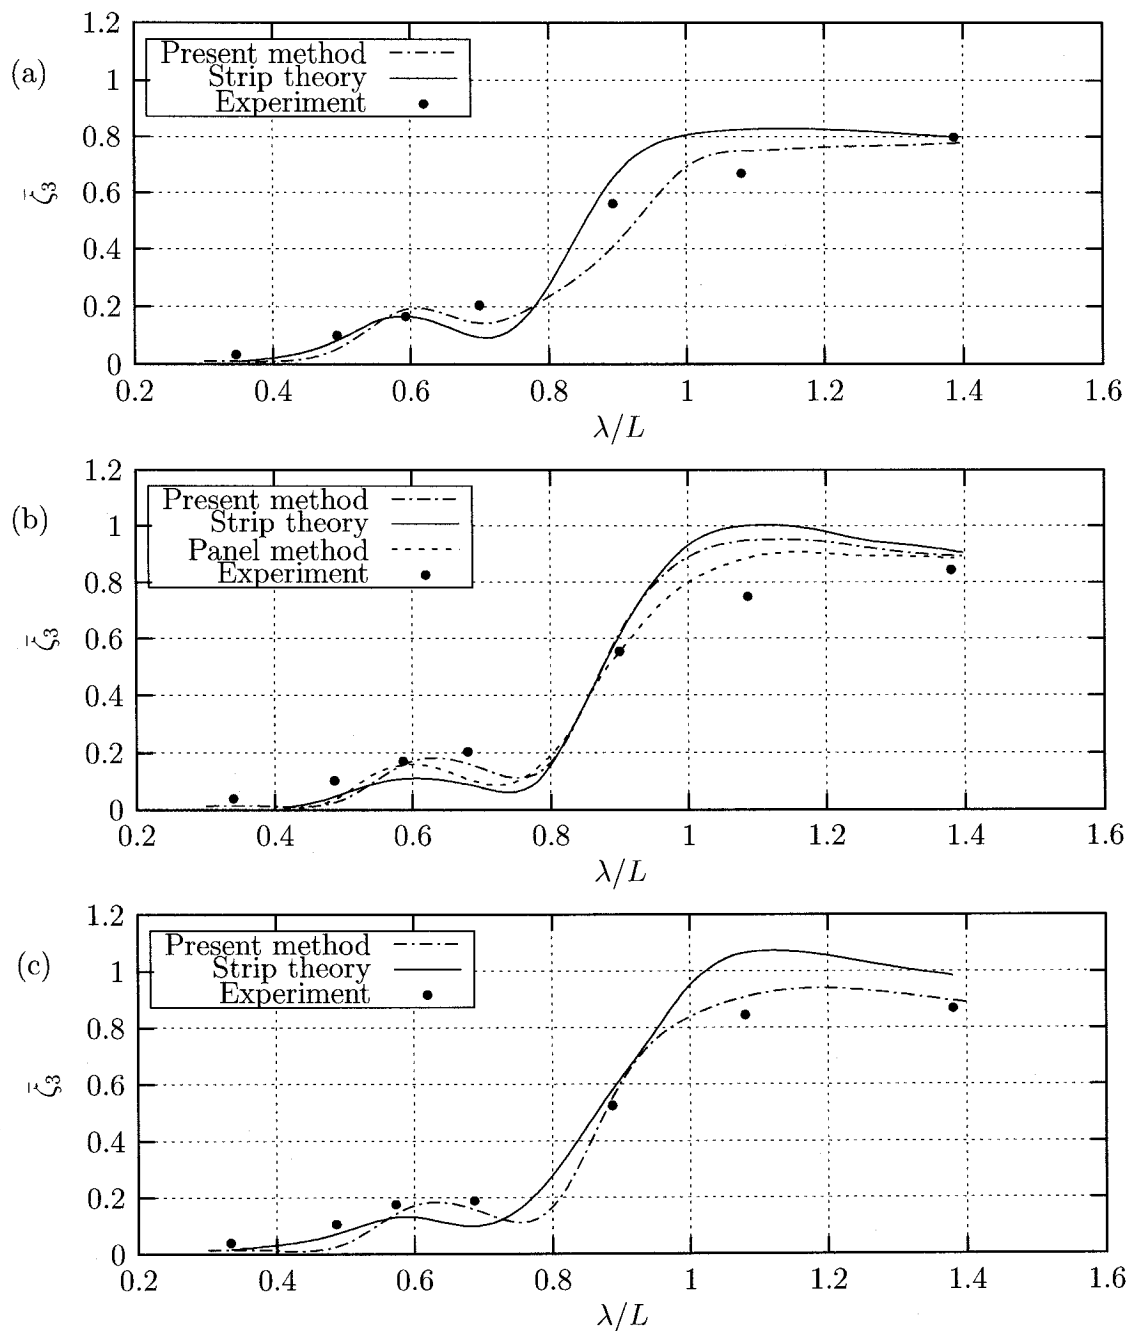 (a)
1.2
1
0.8
0.6
0.4
0.2
0
Present method
Strip theory
Experiment
ζ̄₃
0.2 0.4 0.6 0.8 1 1.2 1.4 1.6
λ/L
(b)
1.2
1
0.8
0.6
0.4
0.2
0
Present method
Strip theory
Panel method
Experiment
ζ̄₃
0.2 0.4 0.6 0.8 1 1.2 1.4 1.6
λ/L
(c)
1.2
1
0.8
0.6
0.4
0.2
0
Present method
Strip theory
Experiment
ζ̄₃
0.2 0.4 0.6 0.8 1 1.2 1.4 1.6
λ/L